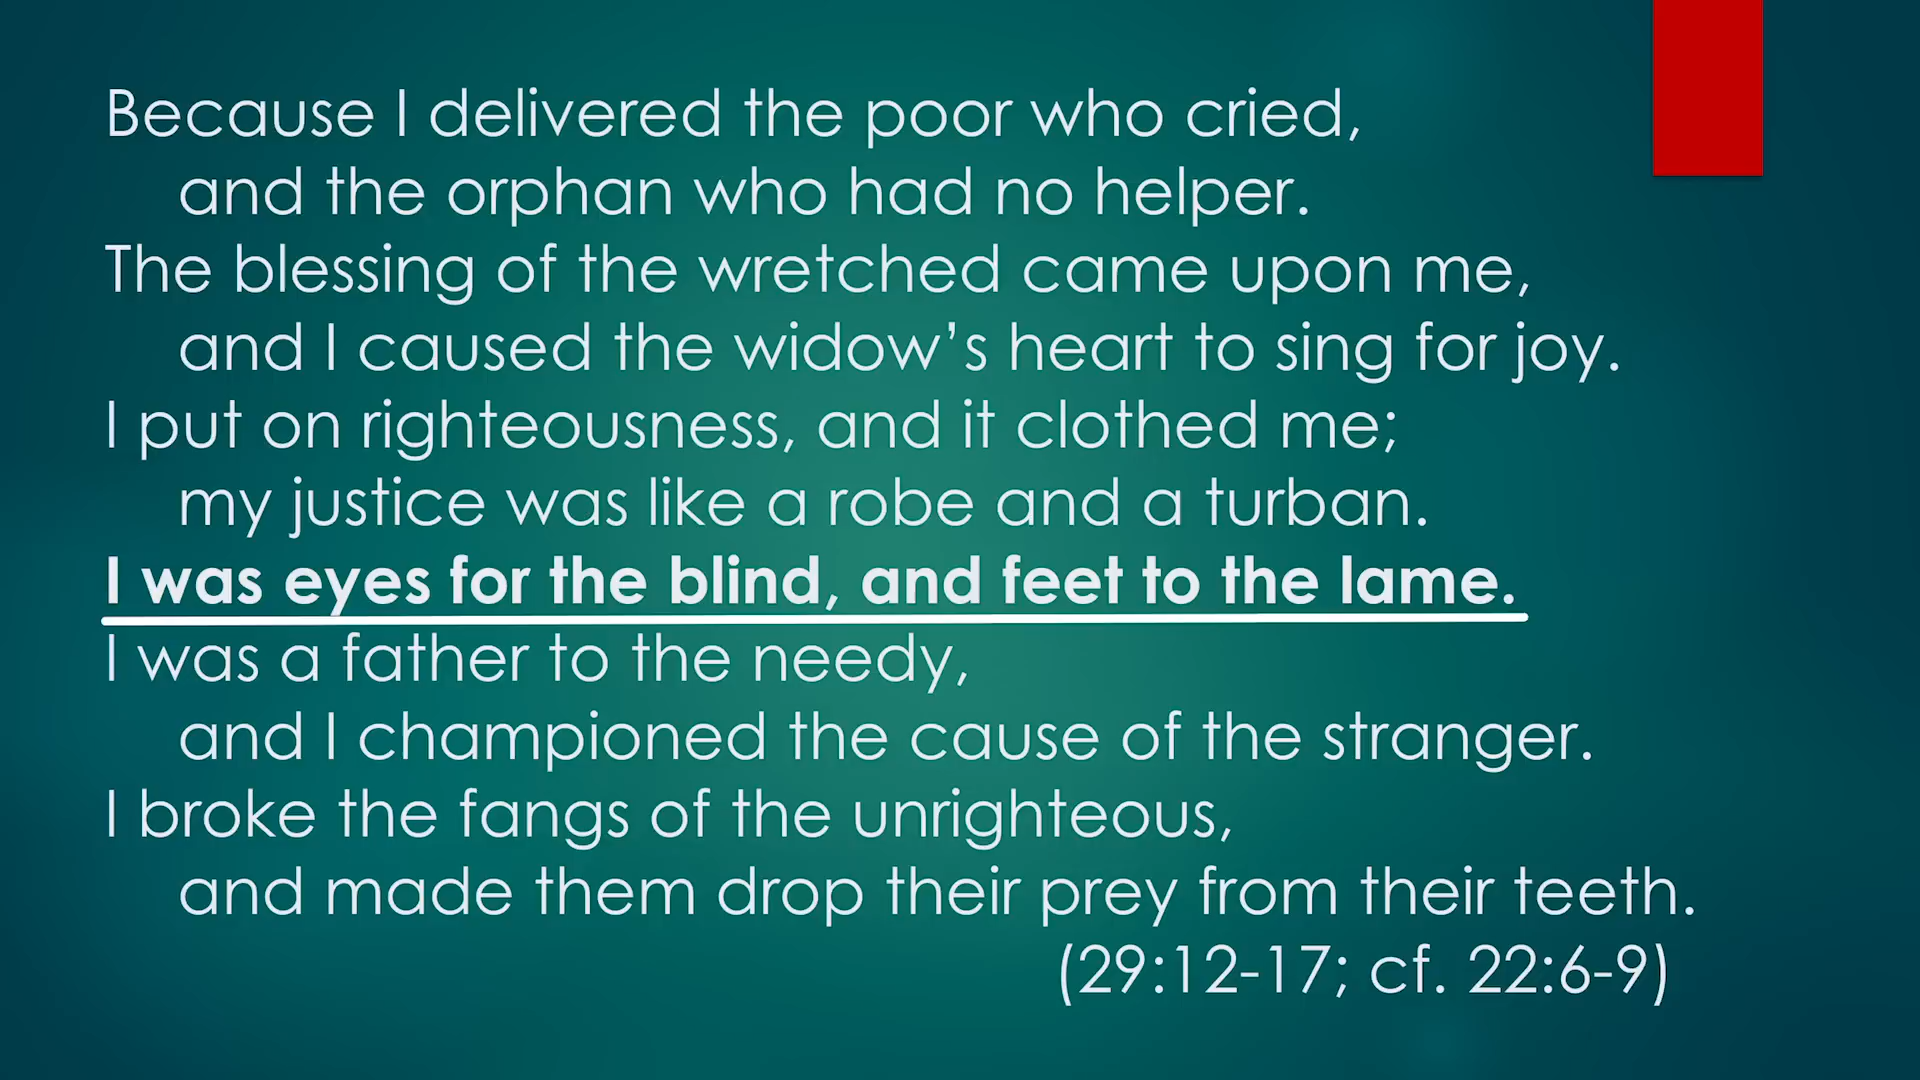 Because I delivered the poor who cried,
and the orphan who had no helper.
The blessing of the wretched came upon me,
and I caused the widow’s heart to sing for joy.
I put on righteousness, and it clothed me;
my justice was like a robe and a turban.
I was eyes for the blind, and feet to the lame.
I was a father to the needy,
and I championed the cause of the stranger.
I broke the fangs of the unrighteous,
and made them drop their prey from their teeth.
(29:12-17; cf. 22:6-9)